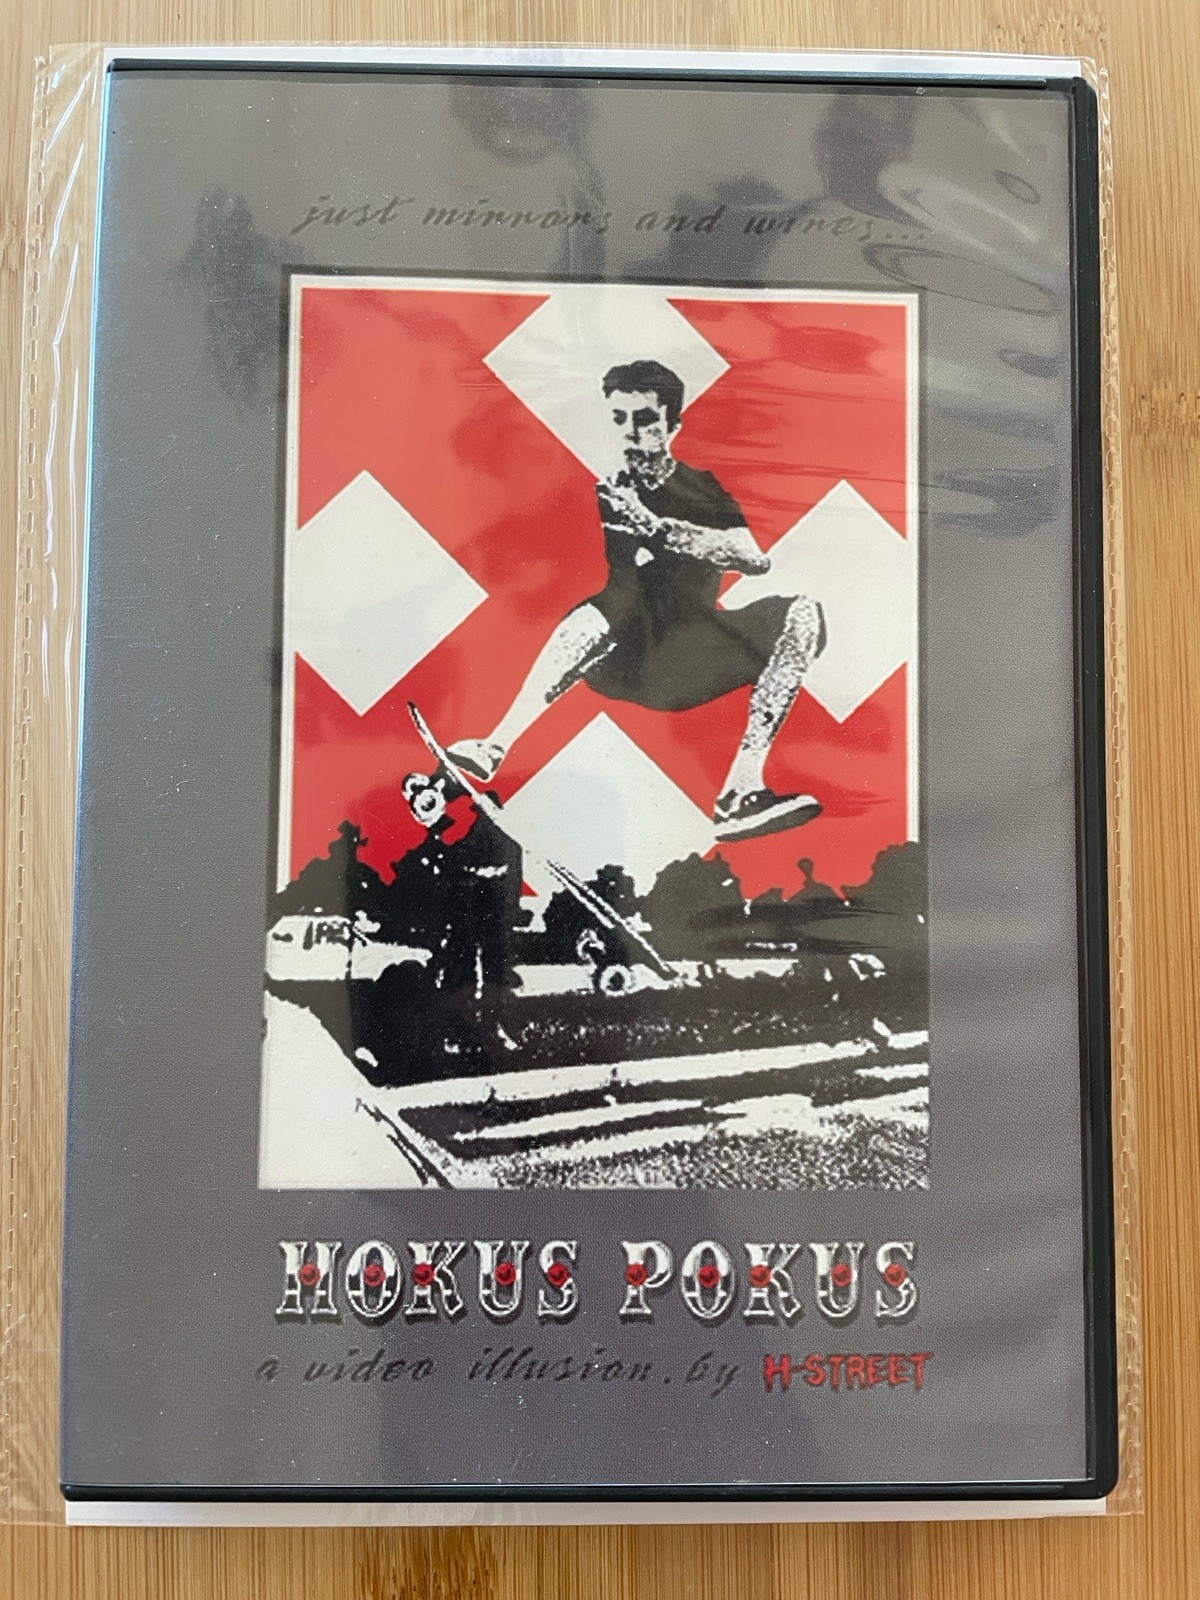 just mirrors and wires...
HOKUS POKUS
a video illusion. by H-STREET